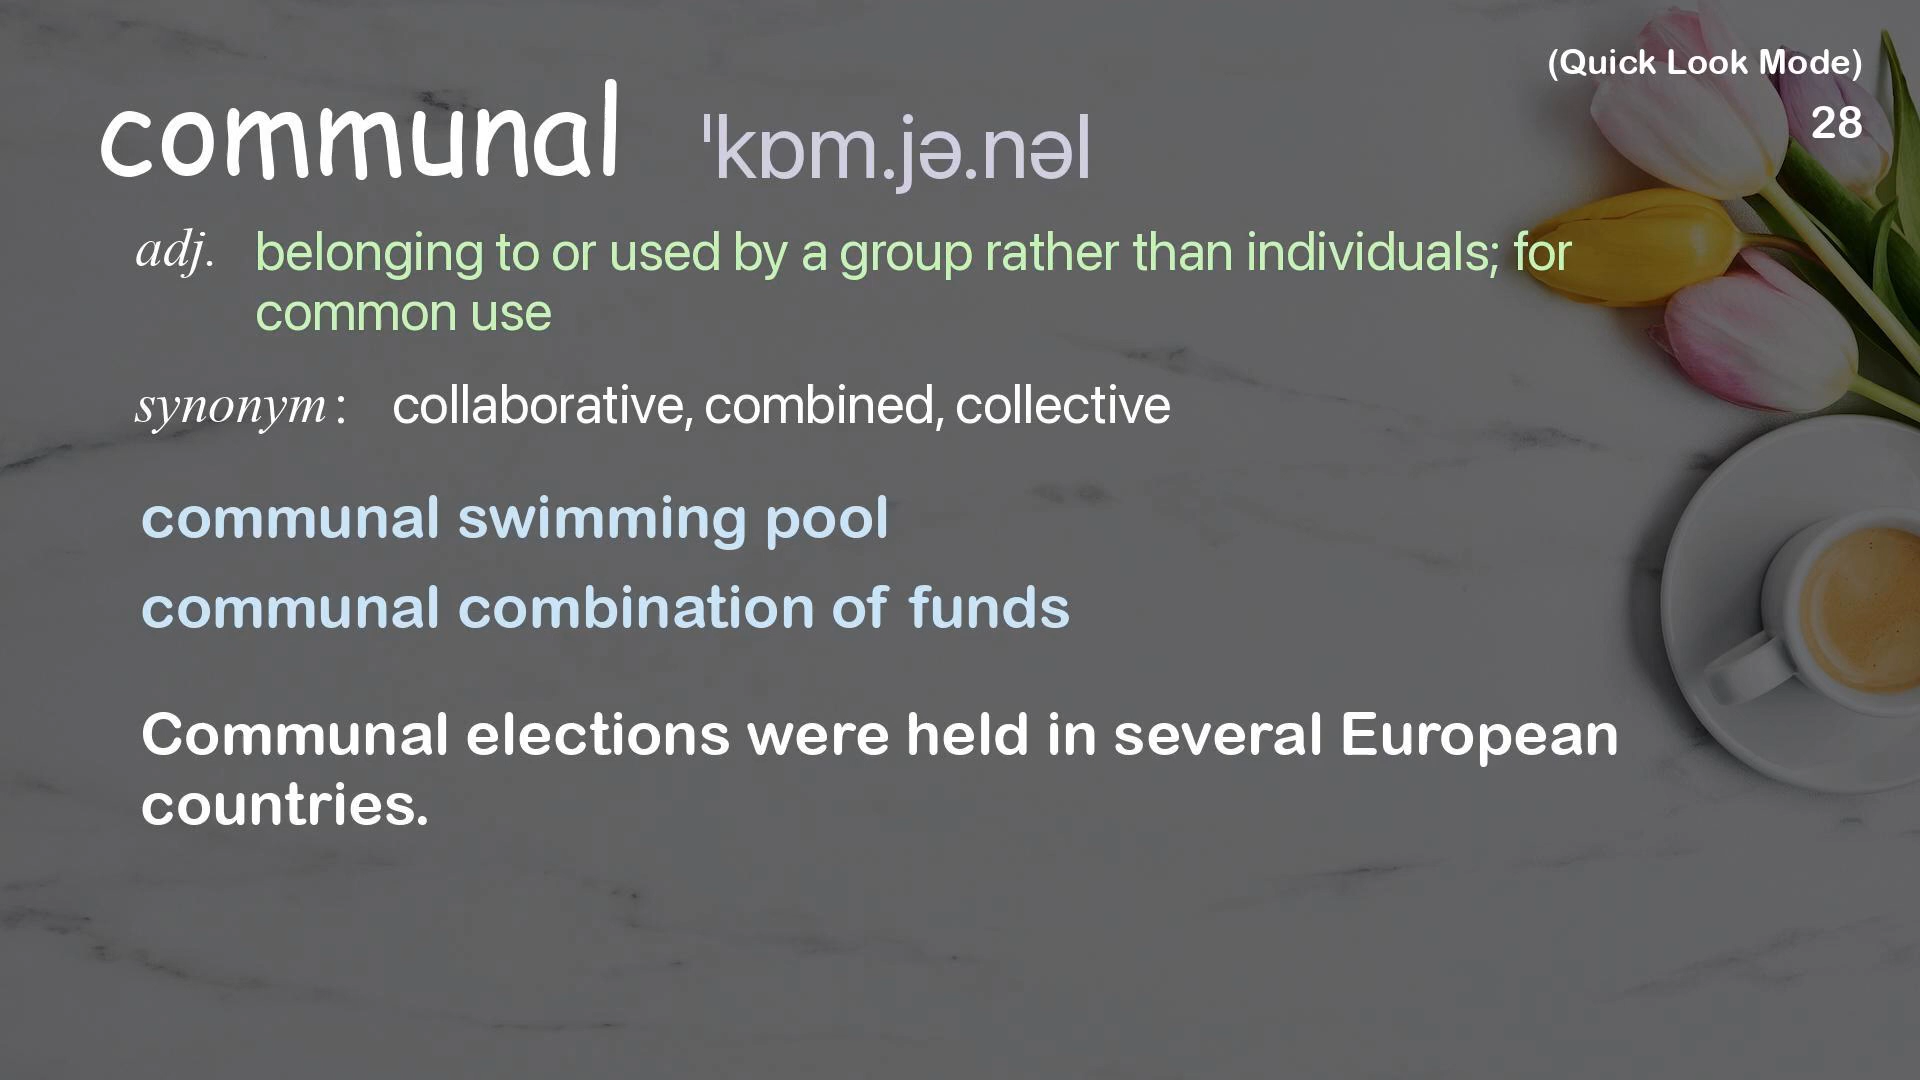 (Quick Look Mode)
28
communal ˈkɒm.jə.nəl
adj. belonging to or used by a group rather than individuals; for
common use
synonym: collaborative, combined, collective
communal swimming pool
communal combination of funds
Communal elections were held in several European
countries.